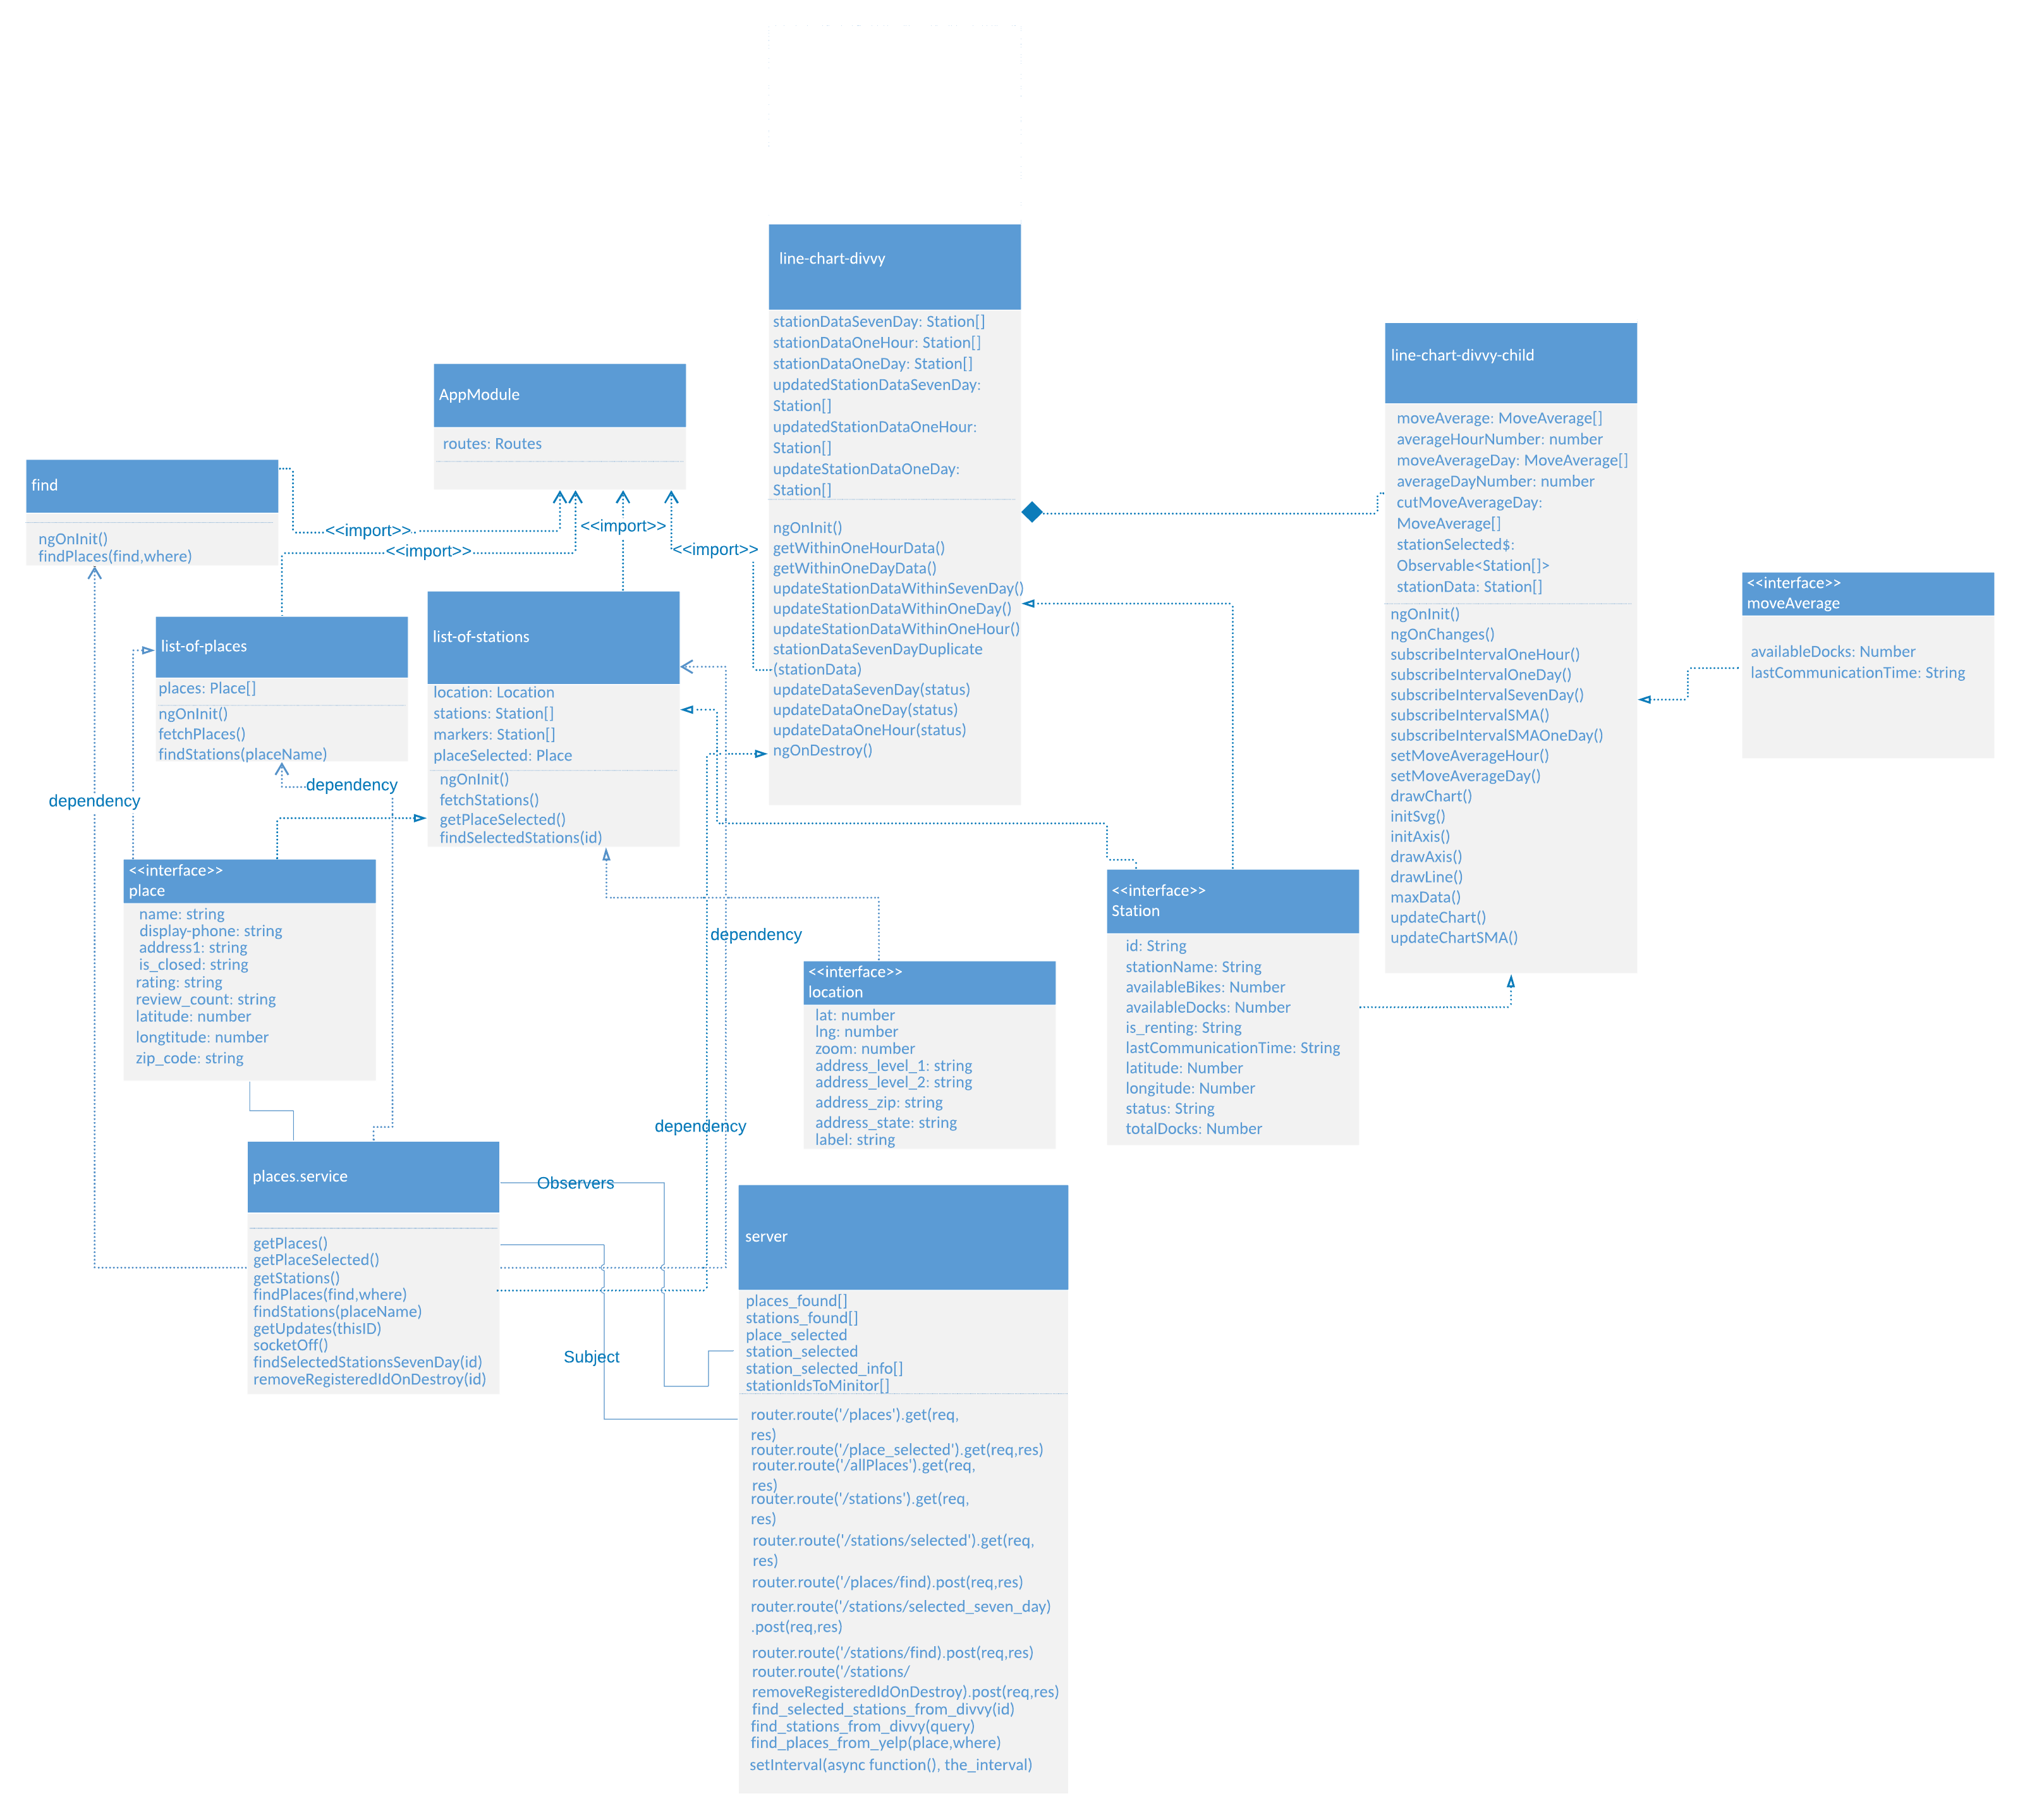 line-chart-divvy
stationDataSevenDay: Station[]
stationDataOneHour: Station[]
stationDataOneDay: Station[]
updatedStationDataSevenDay:
Station[]
updatedStationDataOneHour:
Station[]
updateStationDataOneDay:
Station[]
ngOnInit()
getWithinOneHourData()
getWithinOneDayData()
updateStationDataWithinSevenDay()
updateStationDataWithinOneDay()
updateStationDataWithinOneHour()
stationDataSevenDayDuplicate
(stationData)
updateDataSevenDay(status)
updateDataOneDay(status)
updateDataOneHour(status)
ngOnDestroy()
line-chart-divvy-child
moveAverage: MoveAverage[]
averageHourNumber: number
moveAverageDay: MoveAverage[]
averageDayNumber: number
cutMoveAverageDay:
MoveAverage[]
stationSelected$:
Observable<Station[]>
stationData: Station[]
ngOnInit()
ngOnChanges()
subscribeIntervalOneHour()
subscribeIntervalOneDay()
subscribeIntervalSevenDay()
subscribeIntervalSMA()
subscribeIntervalSMAOneDay()
setMoveAverageHour()
setMoveAverageDay()
drawChart()
initSvg()
initAxis()
drawAxis()
drawLine()
maxData()
updateChart()
updateChartSMA()
AppModule
routes: Routes
find
ngOnInit()
findPlaces(find,where)
<<import>>
<<import>>
<<import>>
<<import>>
<<interface>>
moveAverage
availableDocks: Number
lastCommunicationTime: String
list-of-places
places: Place[]
ngOnInit()
fetchPlaces()
findStations(placeName)
list-of-stations
location: Location
stations: Station[]
markers: Station[]
placeSelected: Place
ngOnInit()
fetchStations()
getPlaceSelected()
findSelectedStations(id)
dependency
dependency
<<interface>>
place
name: string
display-phone: string
address1: string
is_closed: string
rating: string
review_count: string
latitude: number
longtitude: number
zip_code: string
<<interface>>
Station
id: String
stationName: String
availableBikes: Number
availableDocks: Number
is_renting: String
lastCommunicationTime: String
latitude: Number
longitude: Number
status: String
totalDocks: Number
dependency
<<interface>>
location
lat: number
lng: number
zoom: number
address_level_1: string
address_level_2: string
address_zip: string
address_state: string
label: string
dependency
places.service
getPlaces()
getPlaceSelected()
getStations()
findPlaces(find,where)
findStations(placeName)
getUpdates(thisID)
socketOff()
findSelectedStationsSevenDay(id)
removeRegisteredIdOnDestroy(id)
Observers
Subject
server
places_found[]
stations_found[]
place_selected
station_selected
station_selected_info[]
stationIdsToMinitor[]
router.route('/places').get(req,
res)
router.route('/place_selected').get(req,res)
router.route('/allPlaces').get(req,
res)
router.route('/stations').get(req,
res)
router.route('/stations/selected').get(req,
res)
router.route('/places/find).post(req,res)
router.route('/stations/selected_seven_day)
.post(req,res)
router.route('/stations/find).post(req,res)
router.route('/stations/
removeRegisteredIdOnDestroy).post(req,res)
find_selected_stations_from_divvy(id)
find_stations_from_divvy(query)
find_places_from_yelp(place,where)
setInterval(async function(), the_interval)